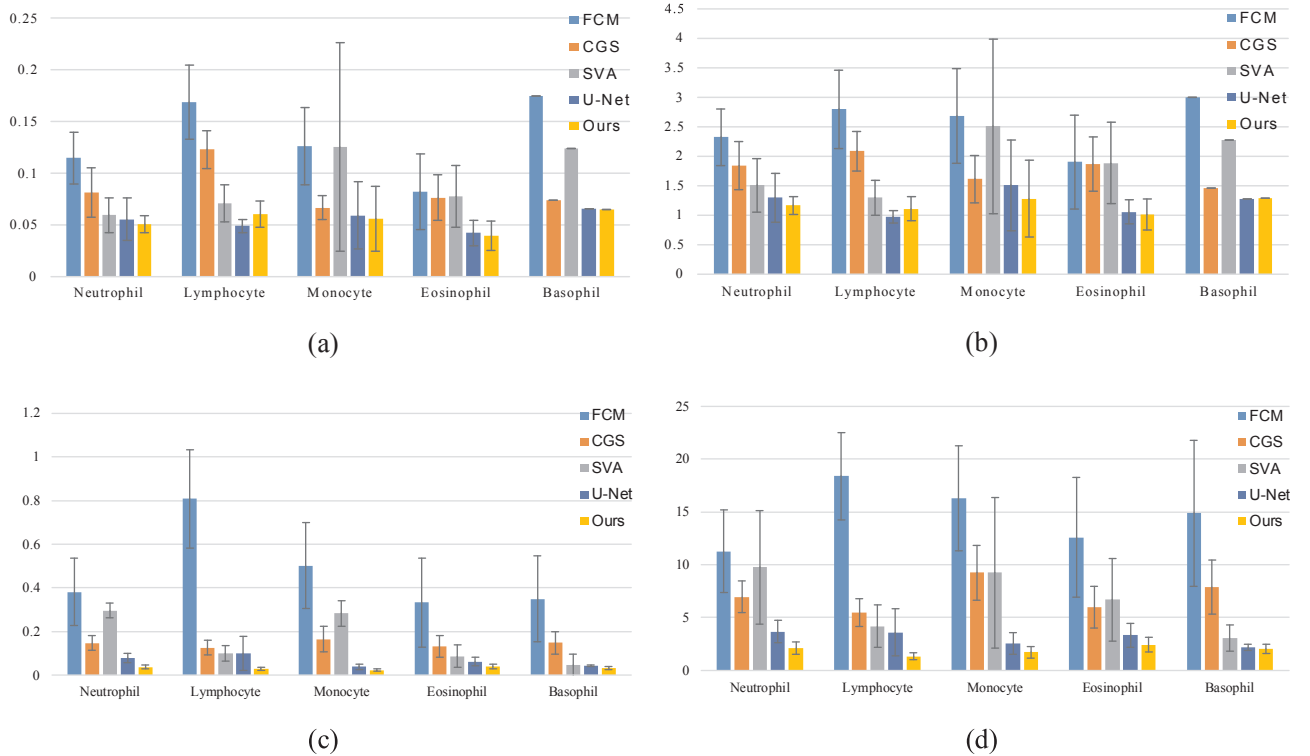 0.25
0.2
0.15
0.1
0.05
0
FCM
CGS
SVA
U-Net
Ours
Neutrophil Lymphocyte Monocyte Eosinophil Basophil
(a)
4.5
4
3.5
3
2.5
2
1.5
1
0.5
0
FCM
CGS
SVA
U-Net
Ours
Neutrophil Lymphocyte Monocyte Eosinophil Basophil
(b)
1.2
1
0.8
0.6
0.4
0.2
0
FCM
CGS
SVA
U-Net
Ours
Neutrophil Lymphocyte Monocyte Eosinophil Basophil
(c)
25
20
15
10
5
0
FCM
CGS
SVA
U-Net
Ours
Neutrophil Lymphocyte Monocyte Eosinophil Basophil
(d)